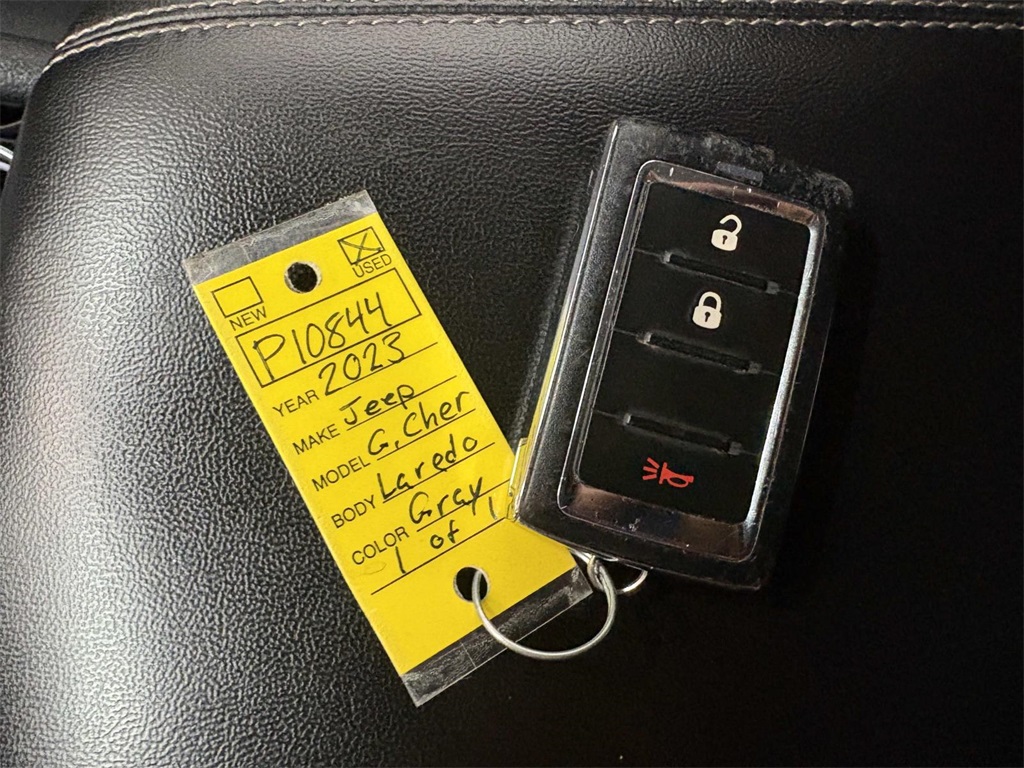 NEW USED
P10844
YEAR 2023
MAKE Jeep
MODEL G. Cher
BODY Laredo
COLOR Gray
1 of 1